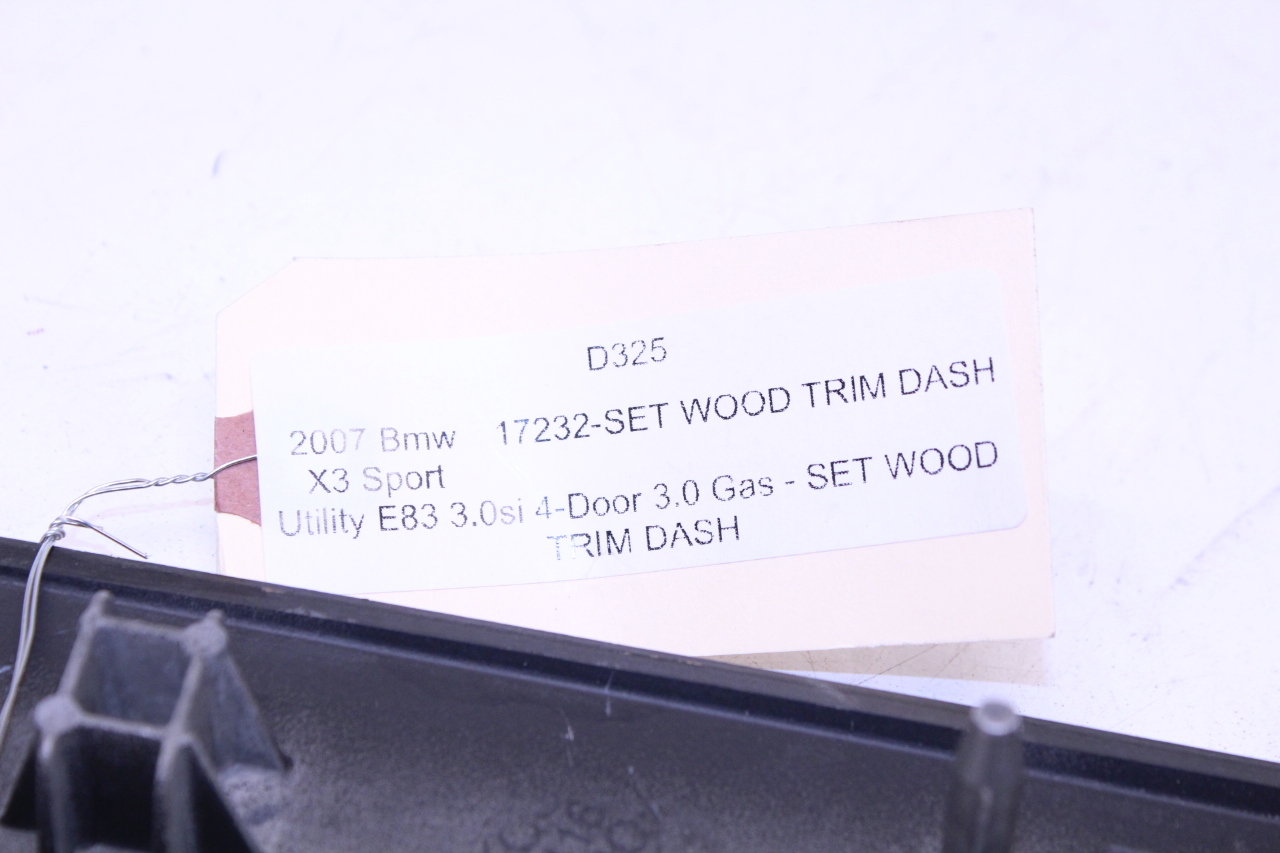 D325
2007 Bmw 17232-SET WOOD TRIM DASH
X3 Sport
Utility E83 3.0si 4-Door 3.0 Gas - SET WOOD
TRIM DASH